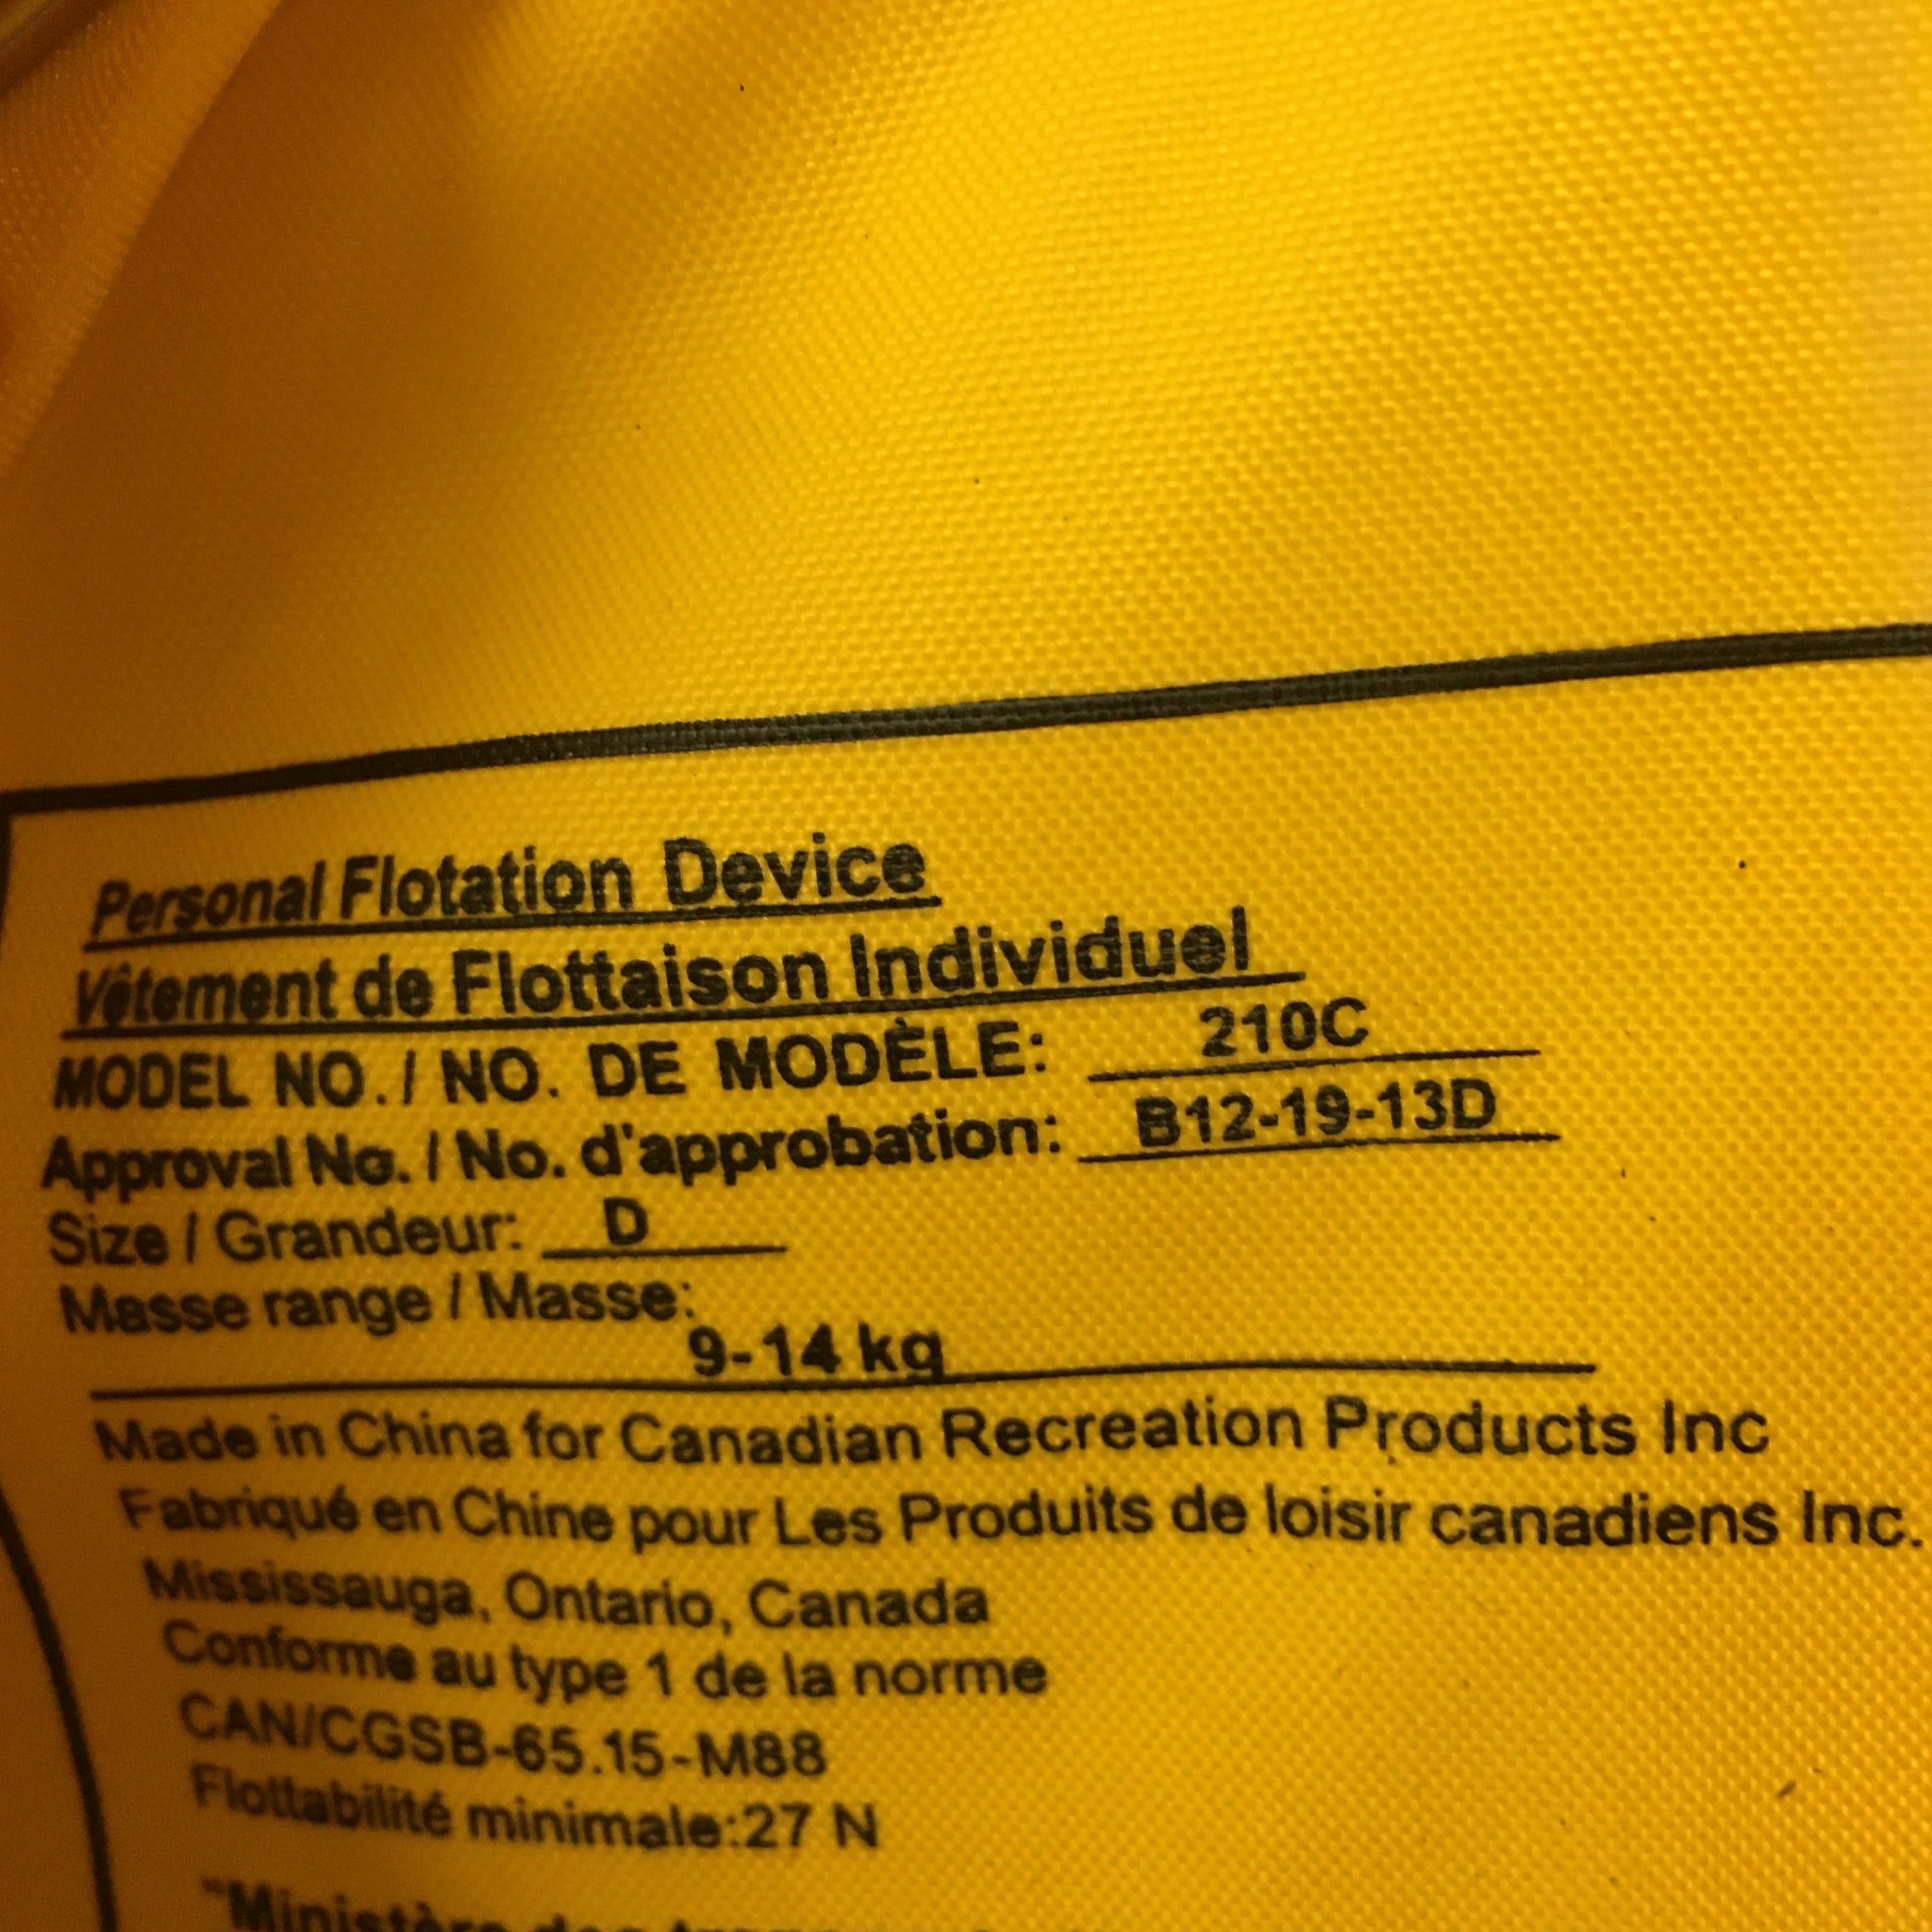 Personal Flotation Device
Vêtement de Flottaison Individuel
MODEL NO. / NO. DE MODÈLE: 210C
Approval No. / No. d'approbation: B12-19-13D
Size / Grandeur: D
Masse range / Masse:
9-14 kg
Made in China for Canadian Recreation Products Inc
Fabriqué en Chine pour Les Produits de loisir canadiens Inc.
Mississauga, Ontario, Canada
Conforme au type 1 de la norme
CAN/CGSB-65.15-M88
Flottabilité minimale:27 N
"Ministère des